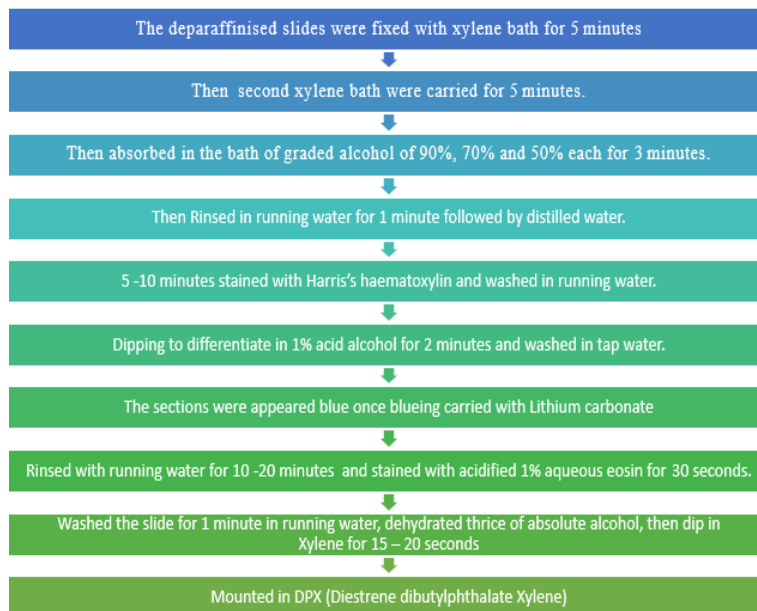 The deparaffinised slides were fixed with xylene bath for 5 minutes
Then second xylene bath were carried for 5 minutes.
Then absorbed in the bath of graded alcohol of 90%, 70% and 50% each for 3 minutes.
Then Rinsed in running water for 1 minute followed by distilled water.
5 -10 minutes stained with Harris's haematoxylin and washed in running water.
Dipping to differentiate in 1% acid alcohol for 2 minutes and washed in tap water.
The sections were appeared blue once blueing carried with Lithium carbonate
Rinsed with running water for 10 -20 minutes and stained with acidified 1% aqueous eosin for 30 seconds.
Washed the slide for 1 minute in running water, dehydrated thrice of absolute alcohol, then dip in
Xylene for 15 – 20 seconds
Mounted in DPX (Diestrene dibutylphthalate Xylene)